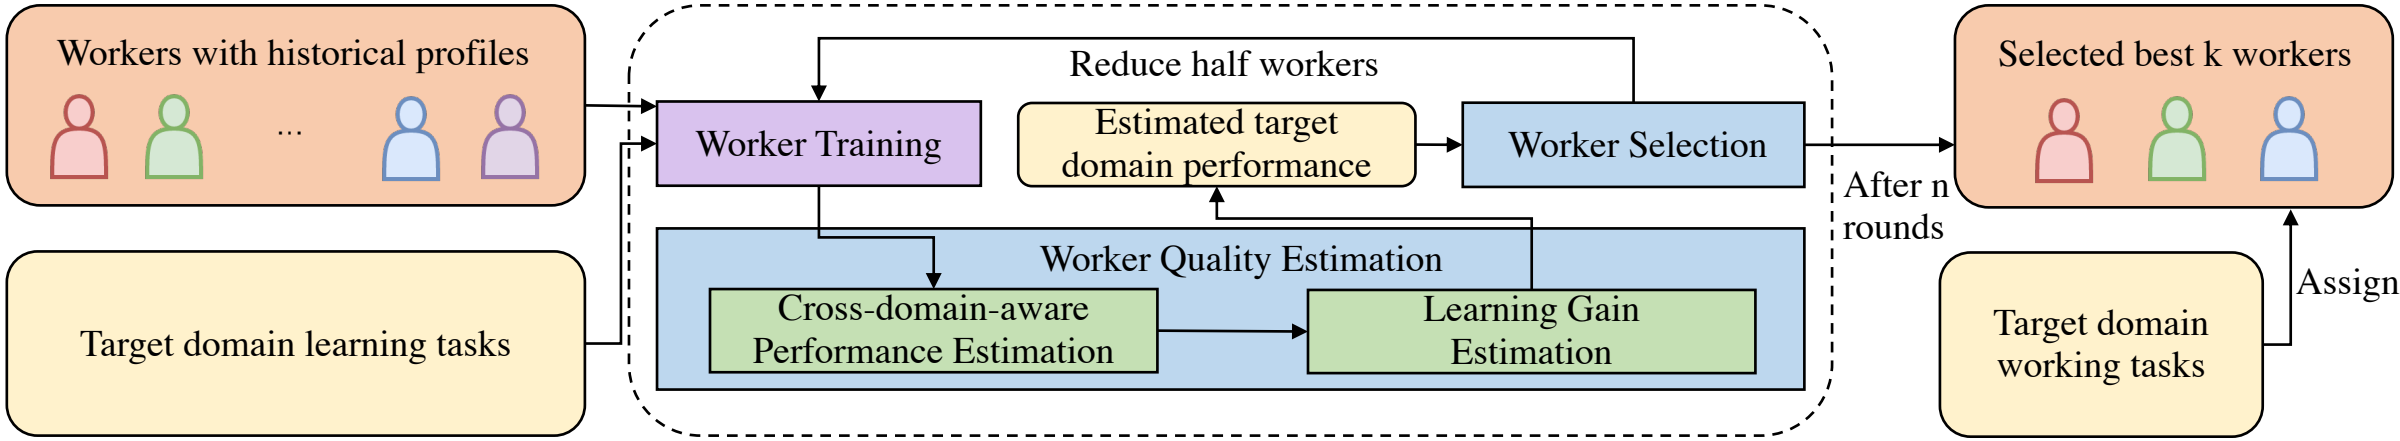 Workers with historical profiles
...
Target domain learning tasks
Reduce half workers
Worker Training
Estimated target
domain performance
Worker Selection
Worker Quality Estimation
Cross-domain-aware
Performance Estimation
Learning Gain
Estimation
After n
rounds
Selected best k workers
Assign
Target domain
working tasks